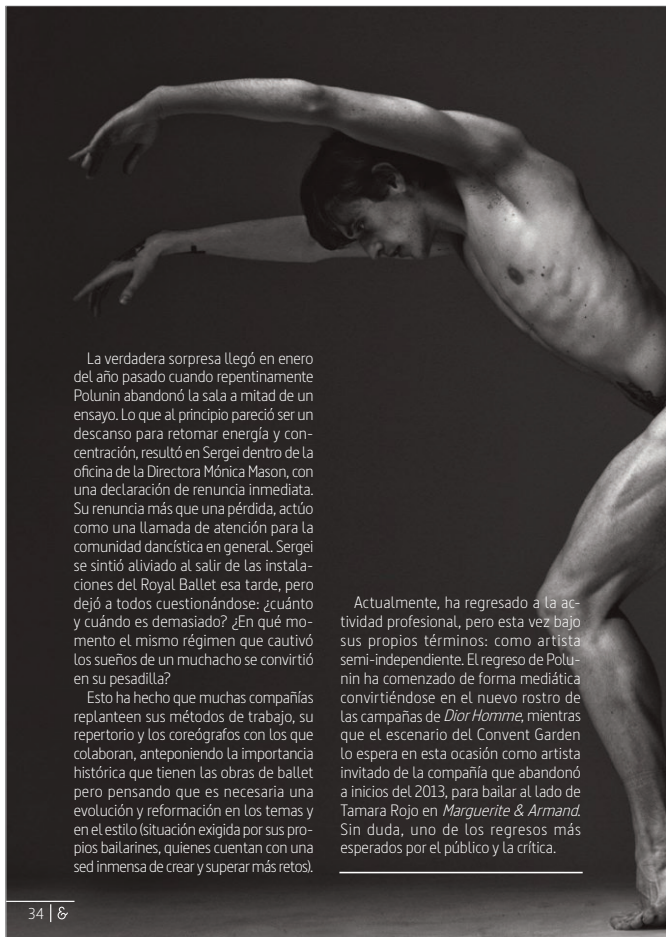 La verdadera sorpresa llegó en enero
del año pasado cuando repentinamente
Polunin abandonó la sala a mitad de un
ensayo. Lo que al principio pareció ser un
descanso para retomar energía y con-
centración, resultó en Sergei dentro de la
oficina de la Directora Mónica Mason, con
una declaración de renuncia inmediata.
Su renuncia más que una pérdida, actúo
como una llamada de atención para la
comunidad dancística en general. Sergei
se sintió aliviado al salir de las instala-
ciones del Royal Ballet esa tarde, pero
dejó a todos cuestionándose: ¿cuánto
y cuándo es demasiado? ¿En qué mo-
mento el mismo régimen que cautivó
los sueños de un muchacho se convirtió
en su pesadilla?
Esto ha hecho que muchas compañías
replanteen sus métodos de trabajo, su
repertorio y los coreógrafos con los que
colaboran, anteponiendo la importancia
histórica que tienen las obras de ballet
pero pensando que es necesaria una
evolución y reformación en los temas y
en el estilo (situación exigida por sus pro-
pios bailarines, quienes cuentan con una
sed inmensa de crear y superar más retos).
Actualmente, ha regresado a la ac-
tividad profesional, pero esta vez bajo
sus propios términos: como artista
semi-independiente. El regreso de Polu-
nin ha comenzado de forma mediática
convirtiéndose en el nuevo rostro de
las campañas de Dior Homme, mientras
que el escenario del Convent Garden
lo espera en esta ocasión como artista
invitado de la compañía que abandonó
a inicios del 2013, para bailar al lado de
Tamara Rojo en Marguerite & Armand.
Sin duda, uno de los regresos más
esperados por el público y la crítica.
34 | &